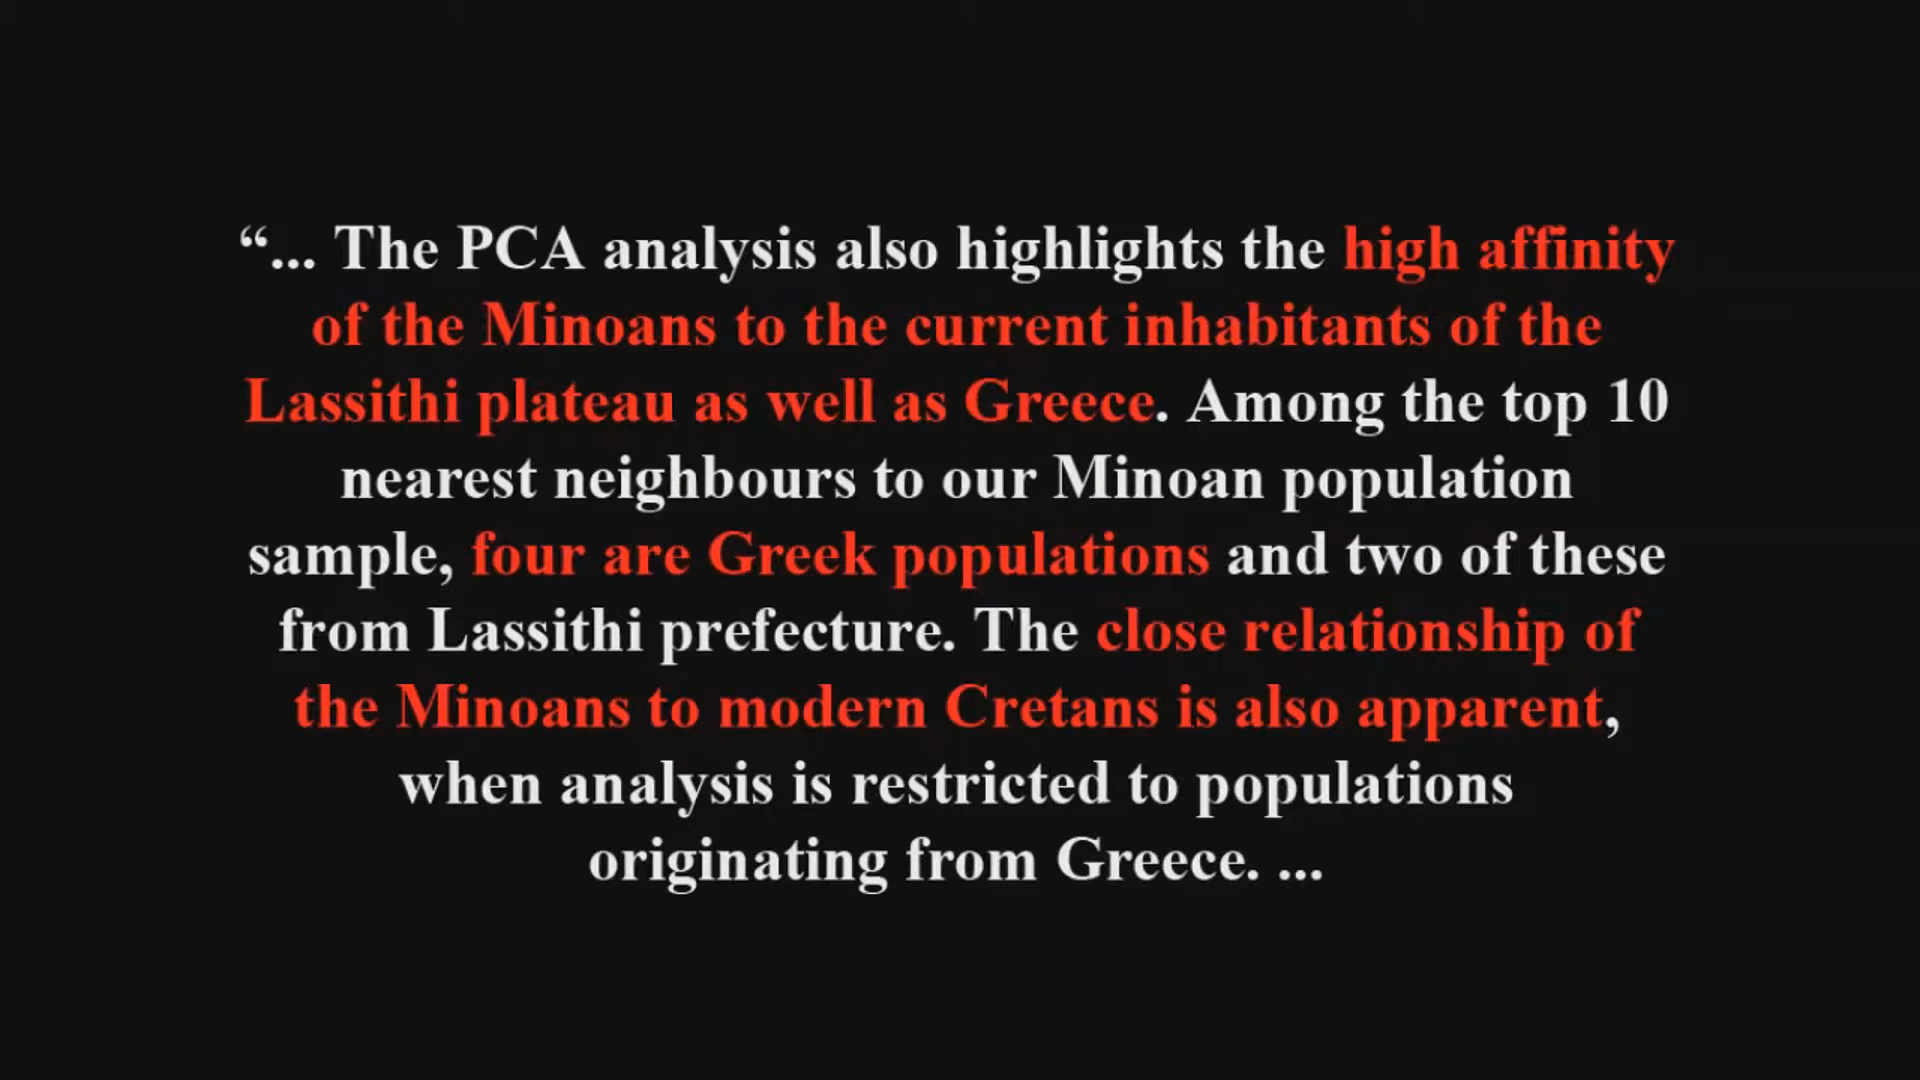 “... The PCA analysis also highlights the high affinity
of the Minoans to the current inhabitants of the
Lassithi plateau as well as Greece. Among the top 10
nearest neighbours to our Minoan population
sample, four are Greek populations and two of these
from Lassithi prefecture. The close relationship of
the Minoans to modern Cretans is also apparent,
when analysis is restricted to populations
originating from Greece. ...